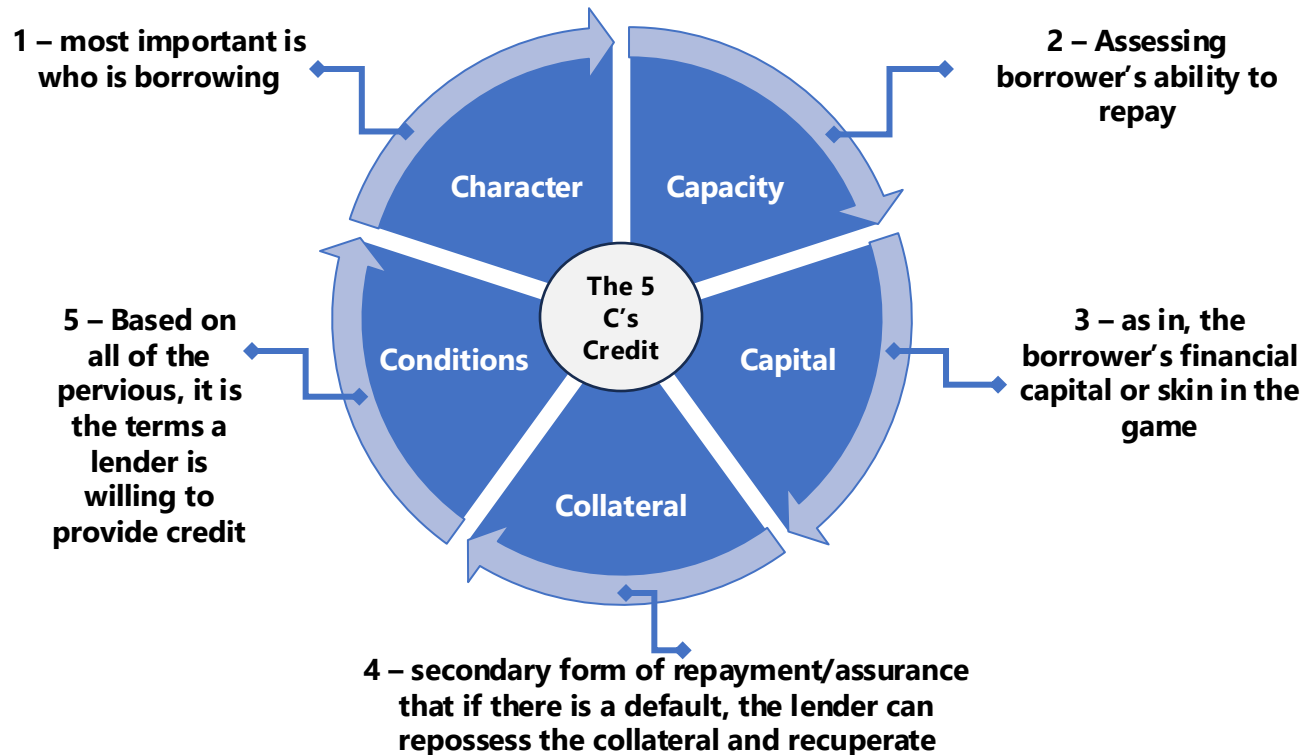 1 – most important is
who is borrowing
2 – Assessing
borrower’s ability to
repay
Character
Capacity
The 5
C’s
Credit
5 – Based on
all of the
pervious, it is
the terms a
lender is
willing to
provide credit
Conditions
Capital
3 – as in, the
borrower’s financial
capital or skin in the
game
Collateral
4 – secondary form of repayment/assurance
that if there is a default, the lender can
repossess the collateral and recuperate